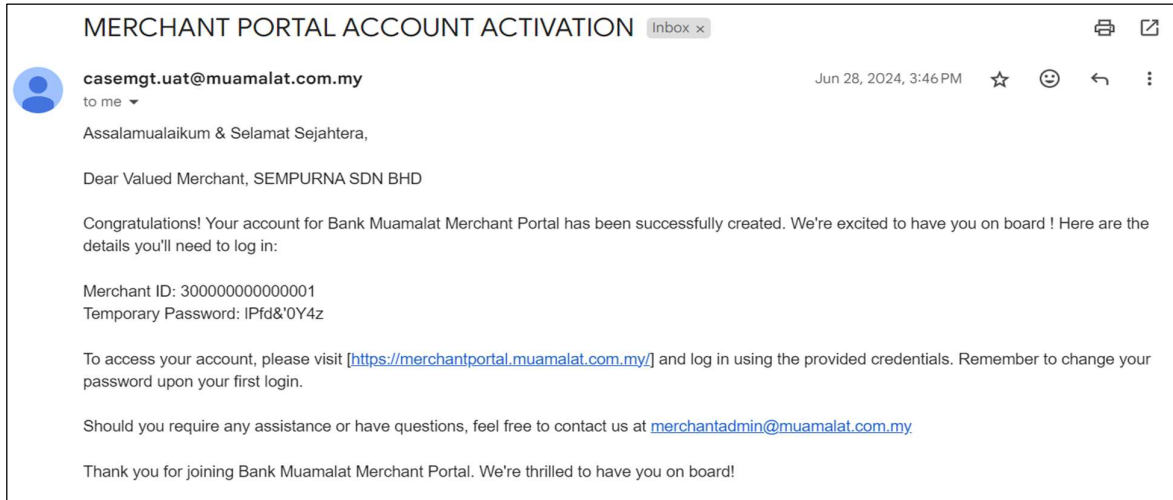 MERCHANT PORTAL ACCOUNT ACTIVATION Inbox x
casemgt.uat@muamalat.com.my Jun 28, 2024, 3:46 PM
to me
Assalamualaikum & Selamat Sejahtera,
Dear Valued Merchant, SEMPURNA SDN BHD
Congratulations! Your account for Bank Muamalat Merchant Portal has been successfully created. We're excited to have you on board ! Here are the
details you'll need to log in:
Merchant ID: 300000000000001
Temporary Password: lPfd&'0Y4z
To access your account, please visit [https://merchantportal.muamalat.com.my/] and log in using the provided credentials. Remember to change your
password upon your first login.
Should you require any assistance or have questions, feel free to contact us at merchantadmin@muamalat.com.my
Thank you for joining Bank Muamalat Merchant Portal. We're thrilled to have you on board!